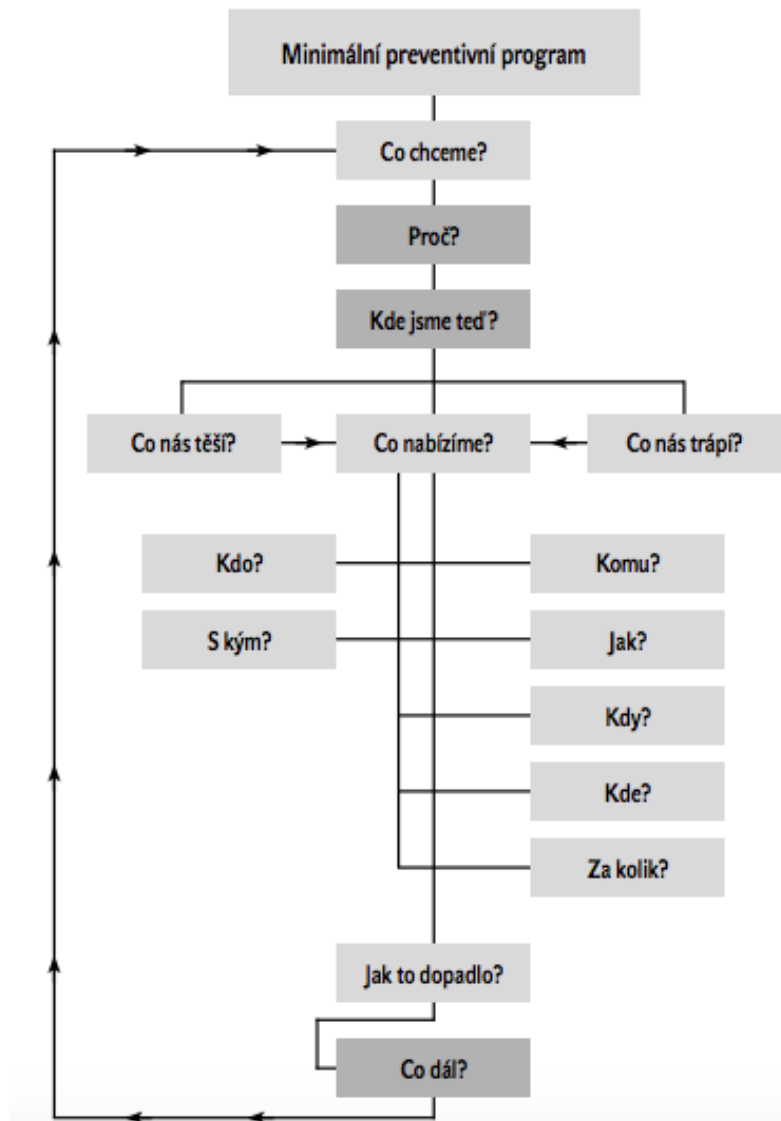 Minimální preventivní program
Co chceme?
Proč?
Kde jsme teď?
Co nás těší?
Co nabízíme?
Co nás trápí?
Kdo?
Komu?
S kým?
Jak?
Kdy?
Kde?
Za kolik?
Jak to dopadlo?
Co dál?